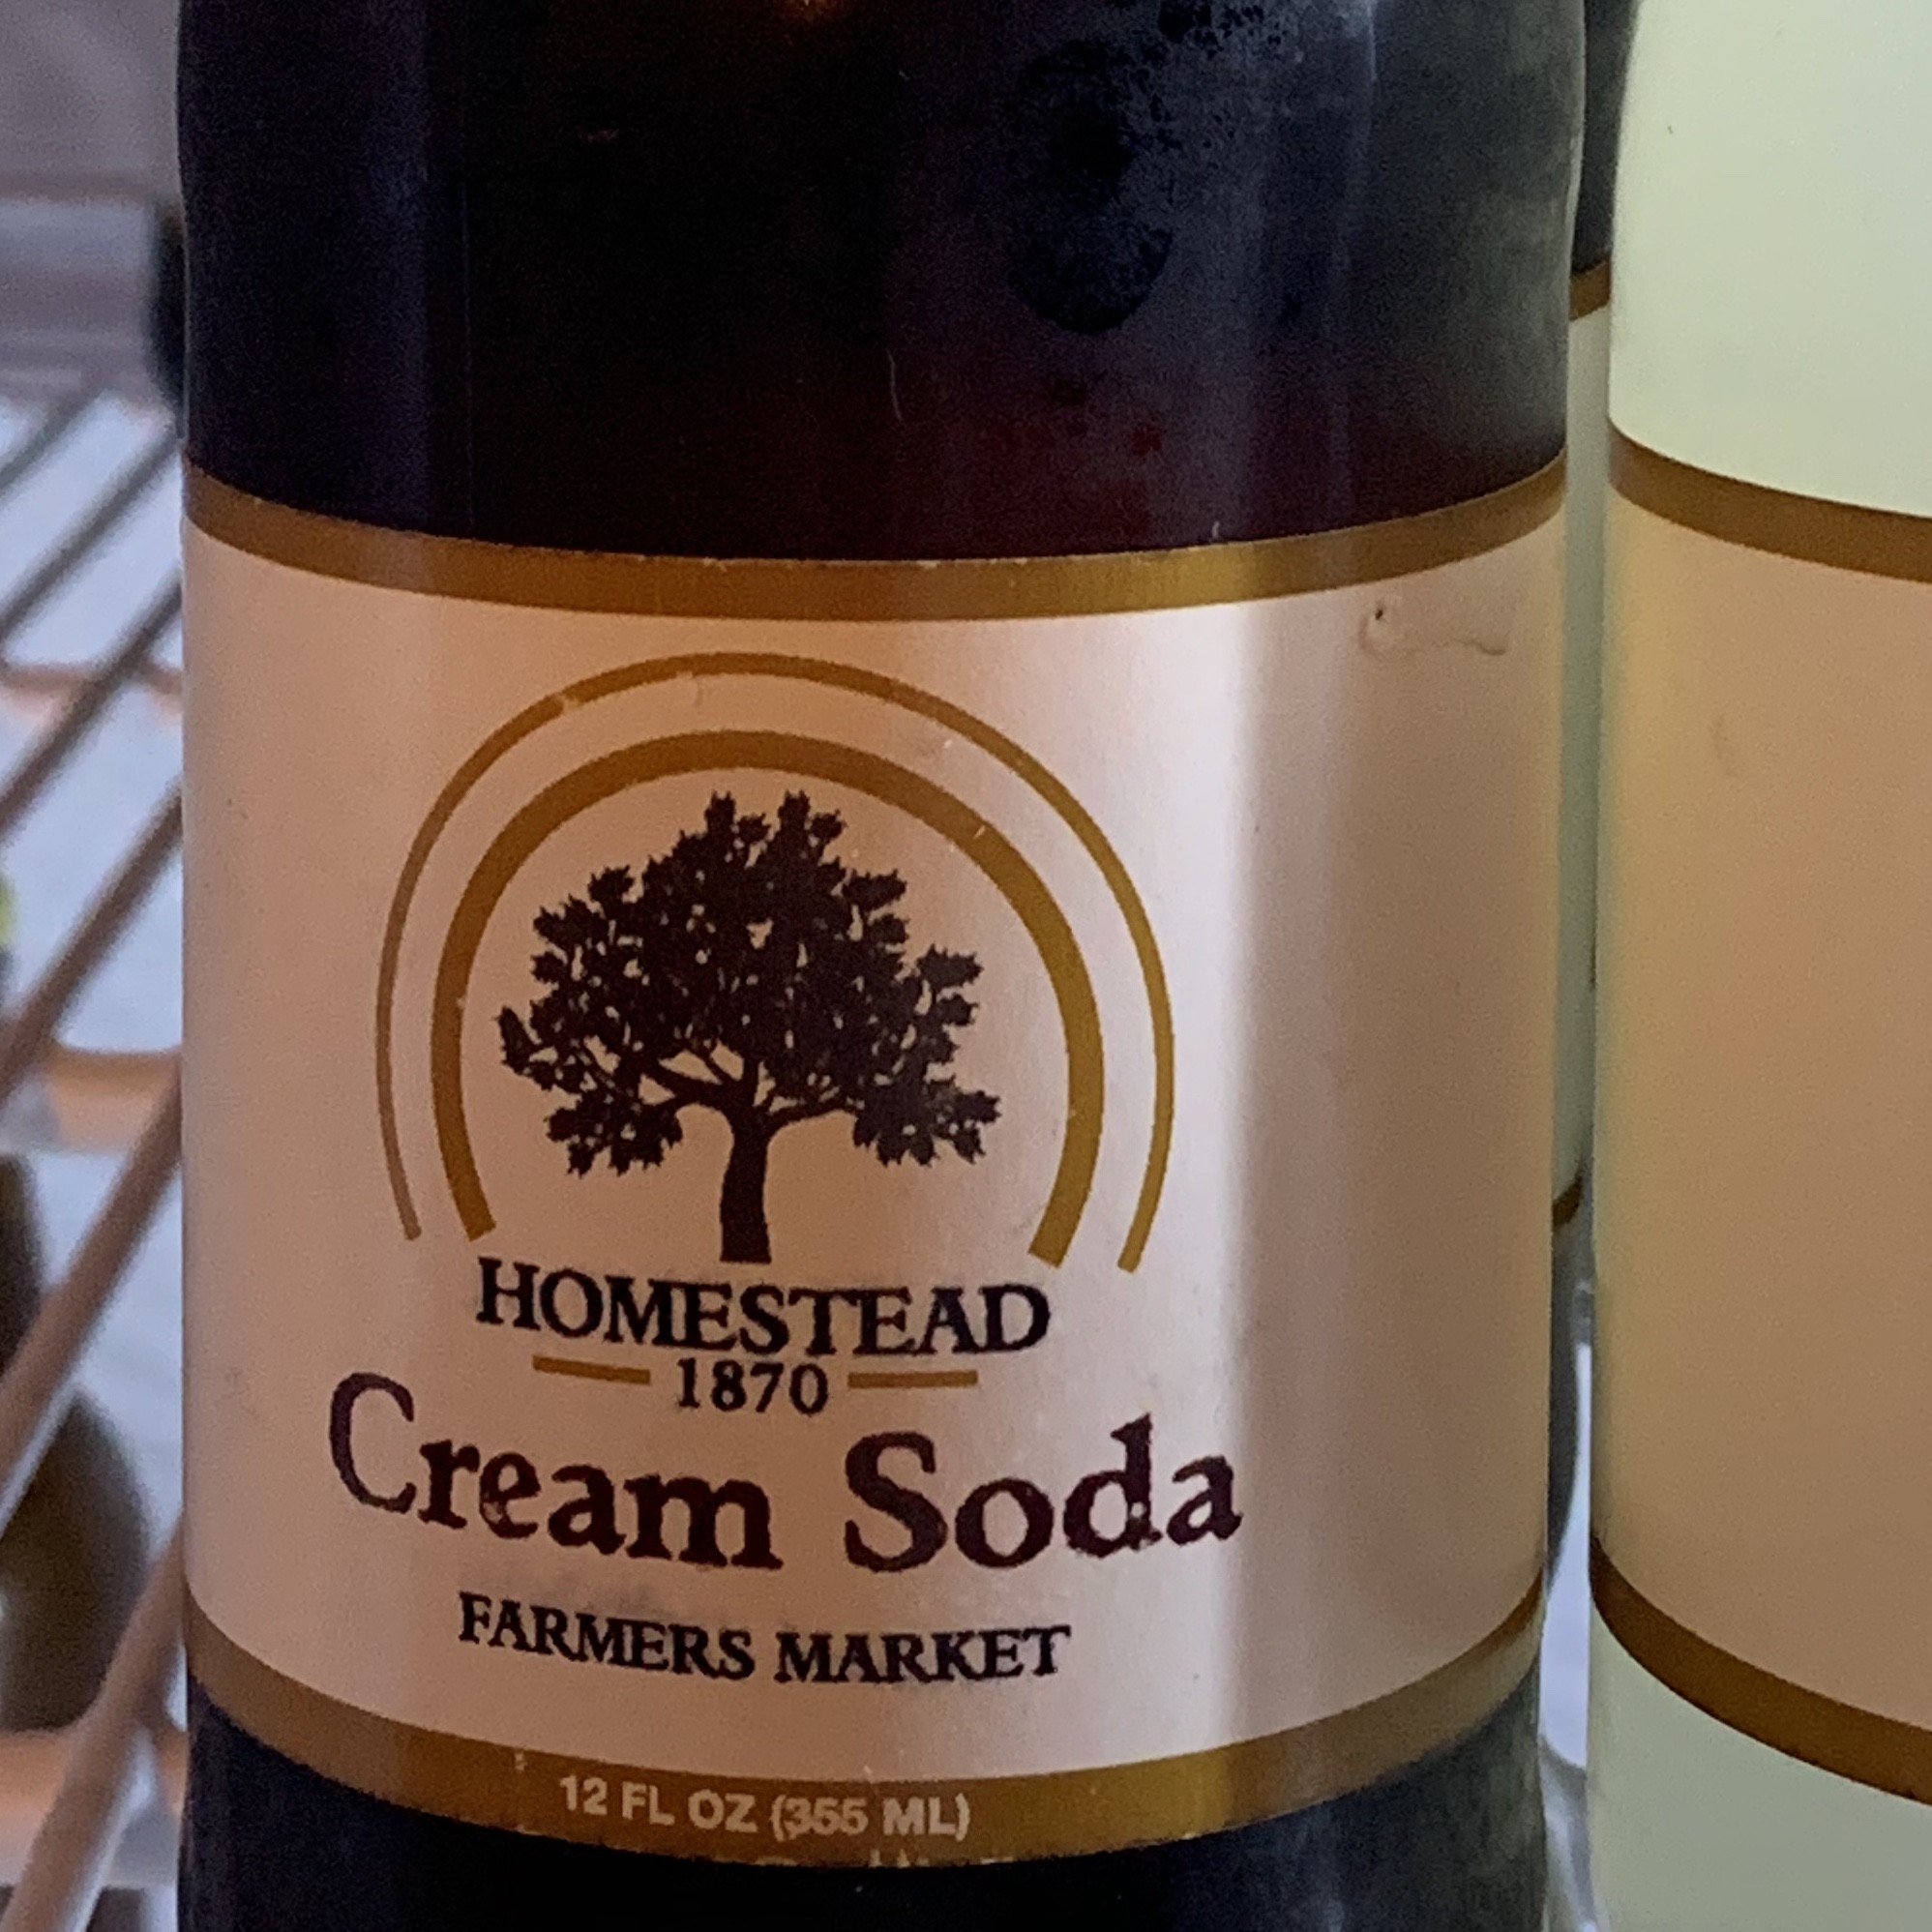 HOMESTEAD
1870
Cream Soda
FARMERS MARKET
12 FL OZ (355 ML)